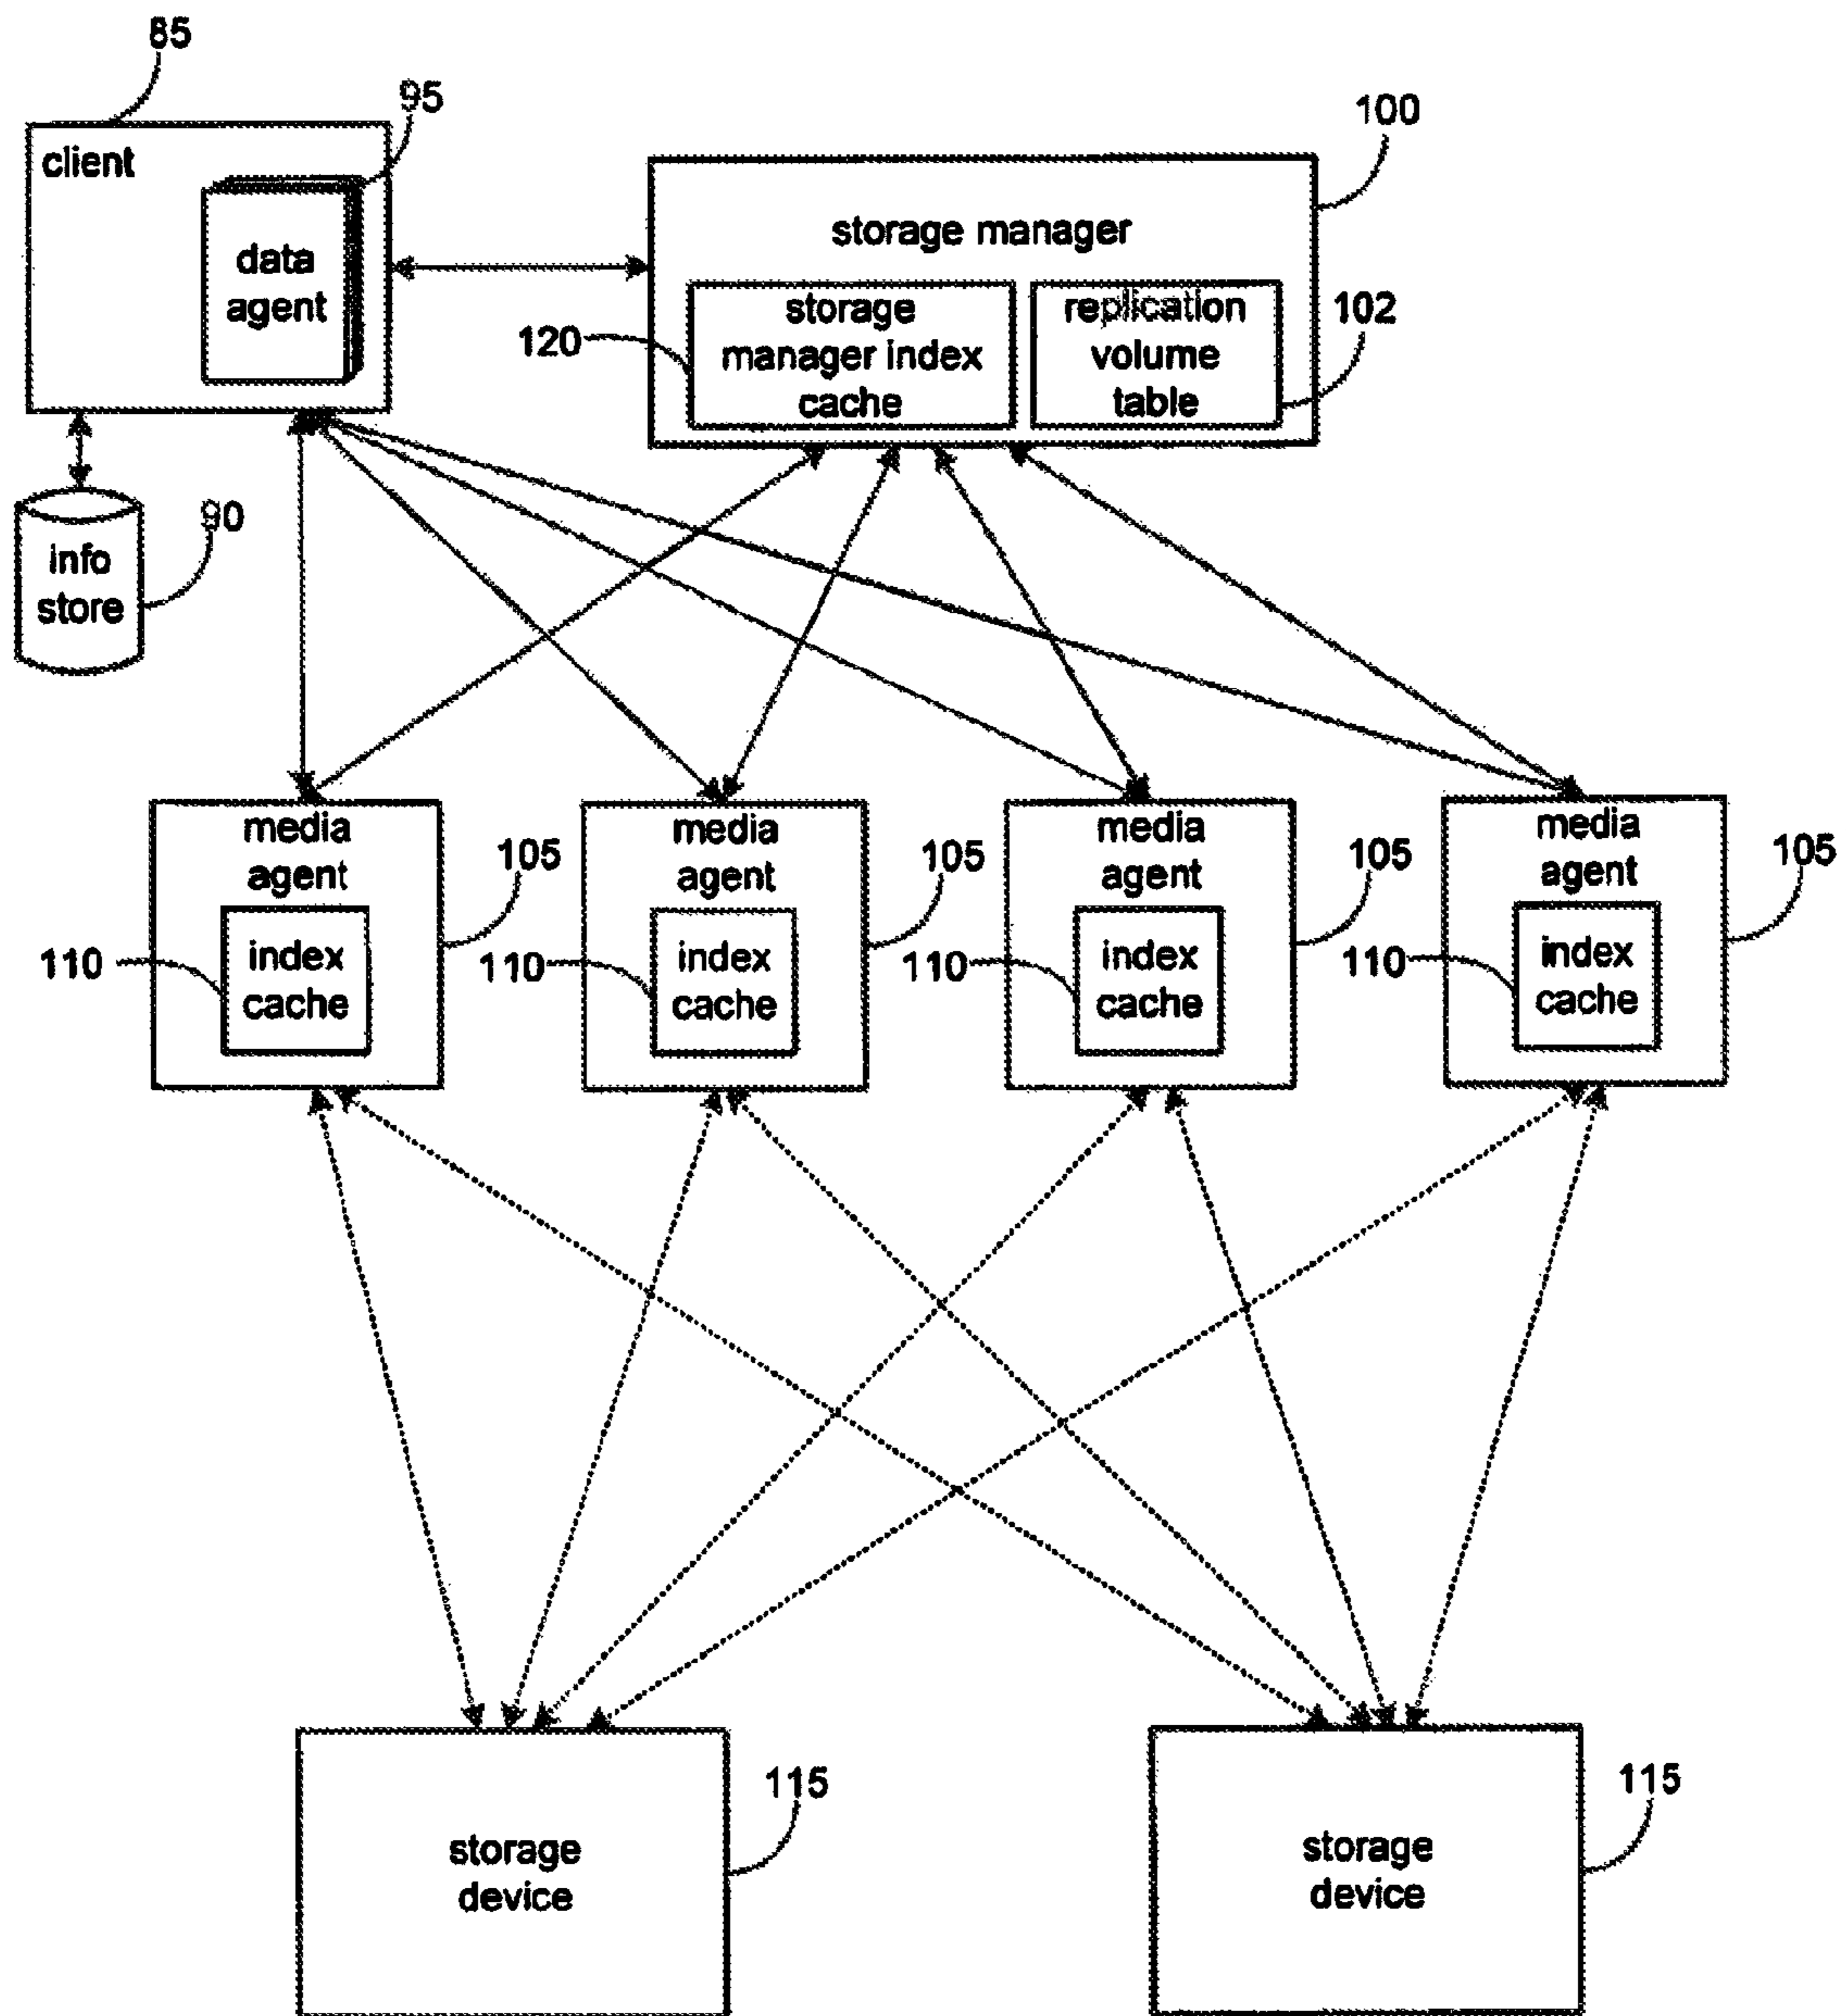 85
95
100
client
data
agent
storage manager
120
storage
manager index
cache
replication
volume
table
102
90
info
store
media
agent
105
110
index
cache
media
agent
105
110
index
cache
media
agent
105
110
index
cache
media
agent
105
110
index
cache
storage
device
115
storage
device
115